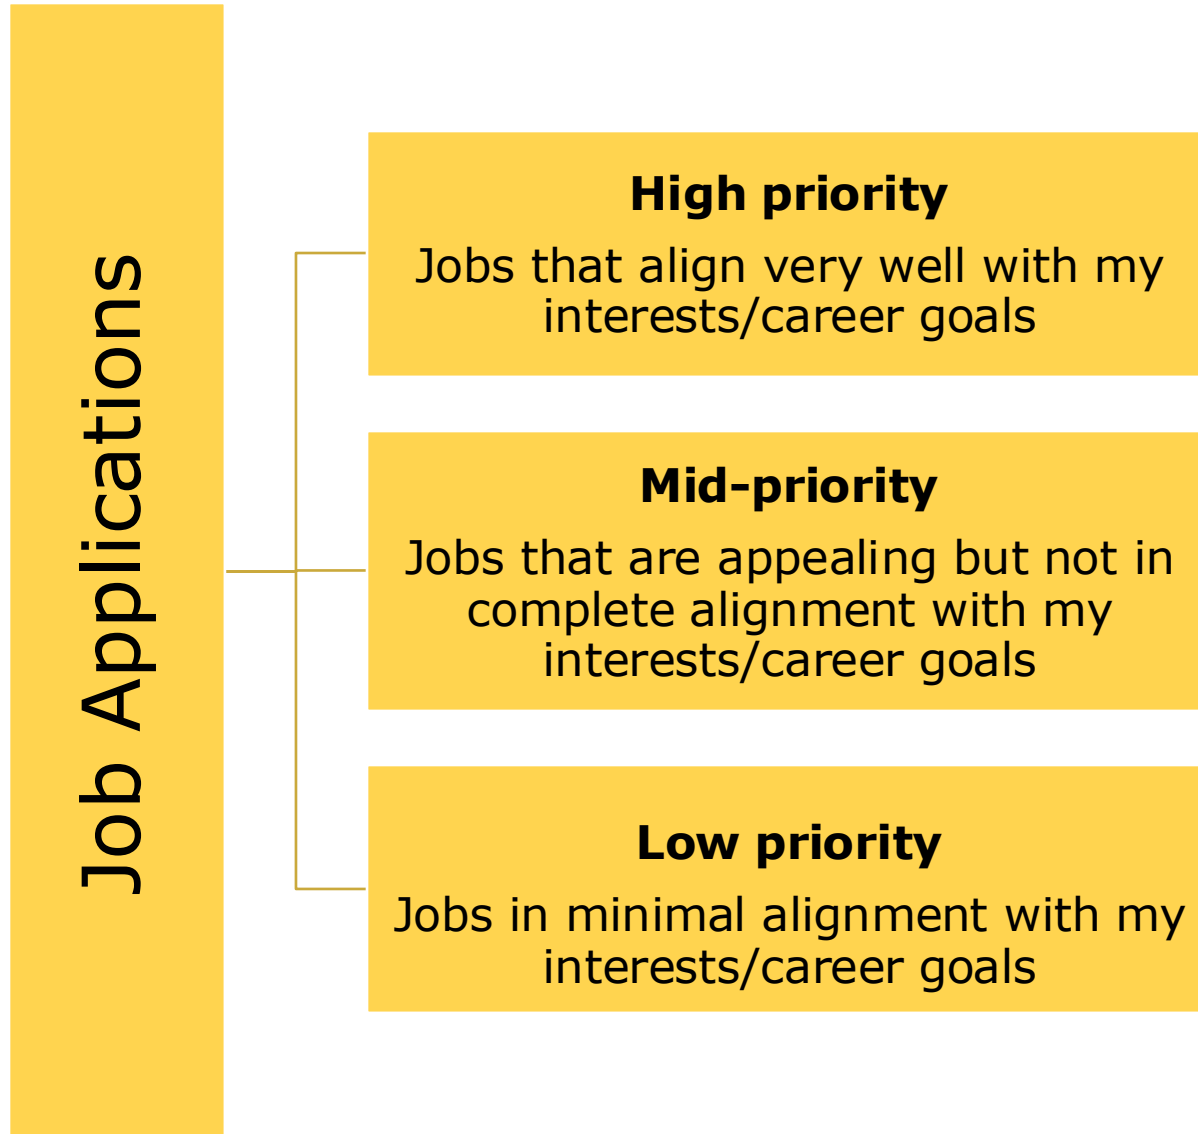 Job Applications
High priority
Jobs that align very well with my
interests/career goals
Mid-priority
Jobs that are appealing but not in
complete alignment with my
interests/career goals
Low priority
Jobs in minimal alignment with my
interests/career goals